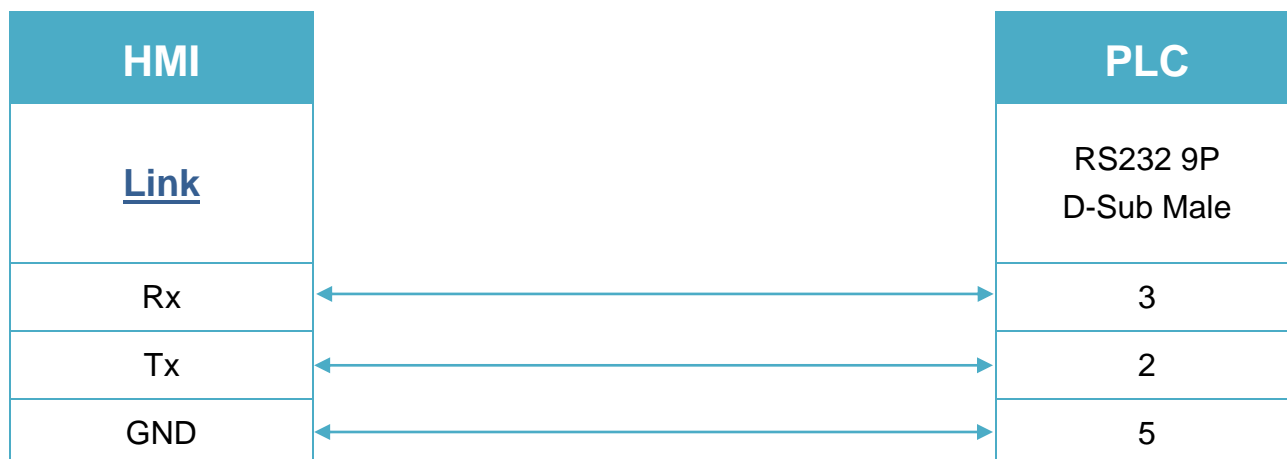 HMI
PLC
Link
RS232 9P
D-Sub Male
Rx
3
Tx
2
GND
5